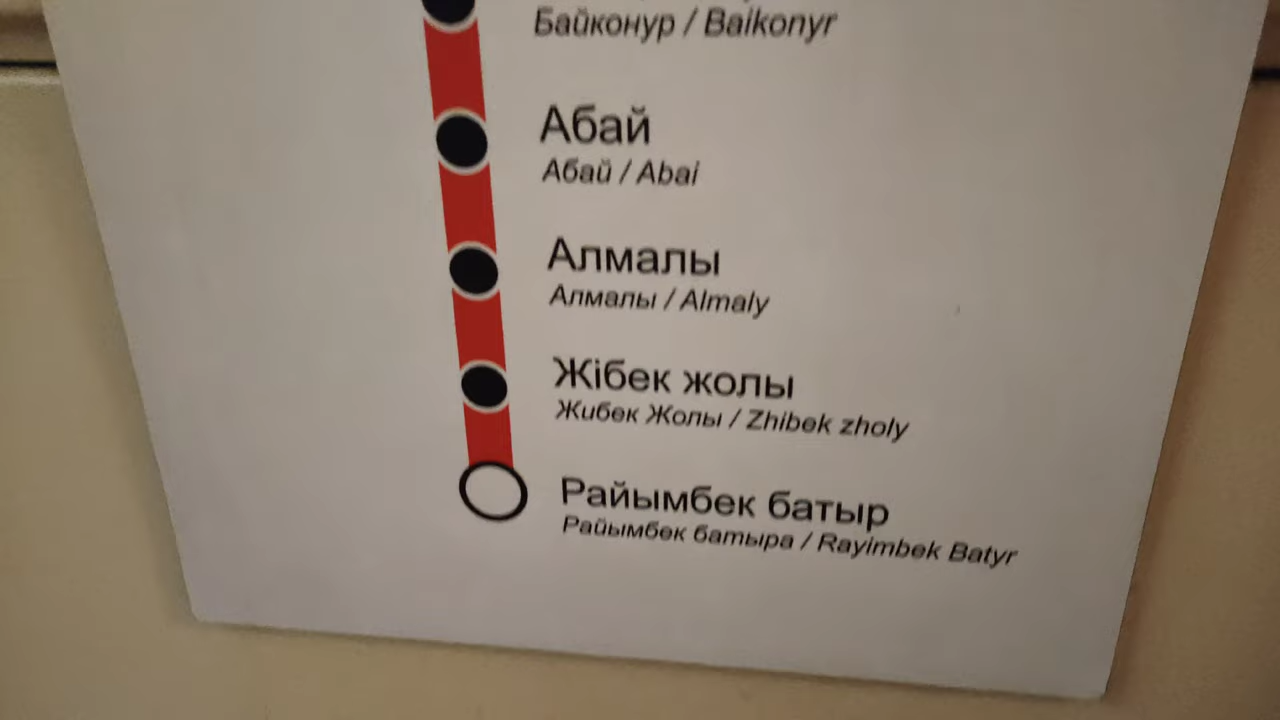 Байконур / Baikonyr
Абай
Абай / Abai
Алмалы
Алмалы / Almaly
Жібек жолы
Жибек Жолы / Zhibek zholy
Райымбек батыр
Райымбек батыра / Rayimbek Batyr